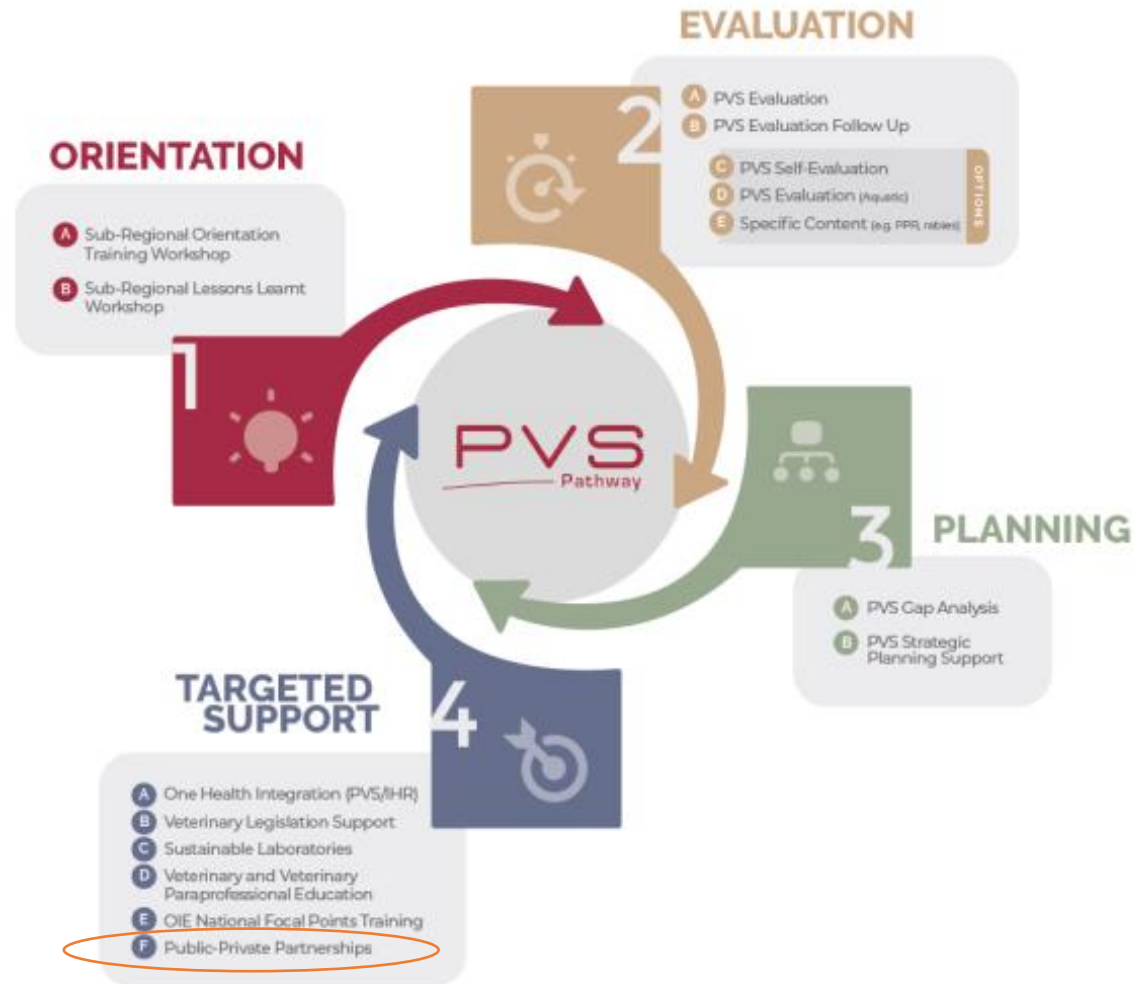 ORIENTATION
A Sub-Regional Orientation
Training Workshop
B Sub-Regional Lessons Learnt
Workshop
1
EVALUATION
2
A PVS Evaluation
B PVS Evaluation Follow Up
C PVS Self-Evaluation
D PVS Evaluation (Aquatic)
E Specific Content (e.g. PPR, rabies)
OPTIONS
PVS
Pathway
3
PLANNING
A PVS Gap Analysis
B PVS Strategic
Planning Support
TARGETED
SUPPORT
4
A One Health Integration (PVS/IHR)
B Veterinary Legislation Support
C Sustainable Laboratories
D Veterinary and Veterinary
Paraprofessional Education
E OIE National Focal Points Training
F Public-Private Partnerships